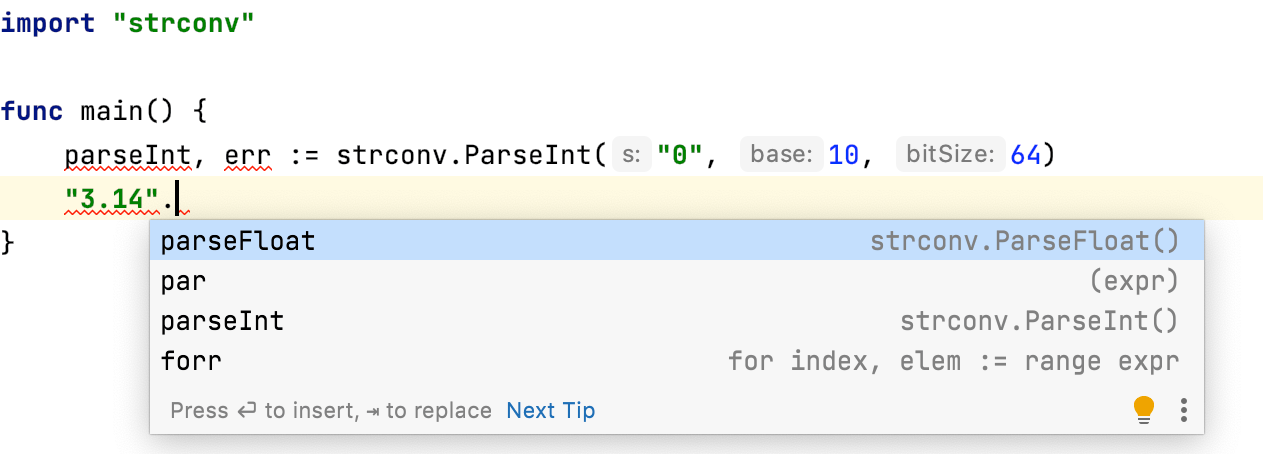 import "strconv"
func main() {
parseInt, err := strconv.ParseInt( s: "0", base: 10, bitSize: 64)
"3.14".
}
parseFloat strconv.ParseFloat()
par (expr)
parseInt strconv.ParseInt()
forr for index, elem := range expr
Press ↩ to insert, ⇥ to replace Next Tip